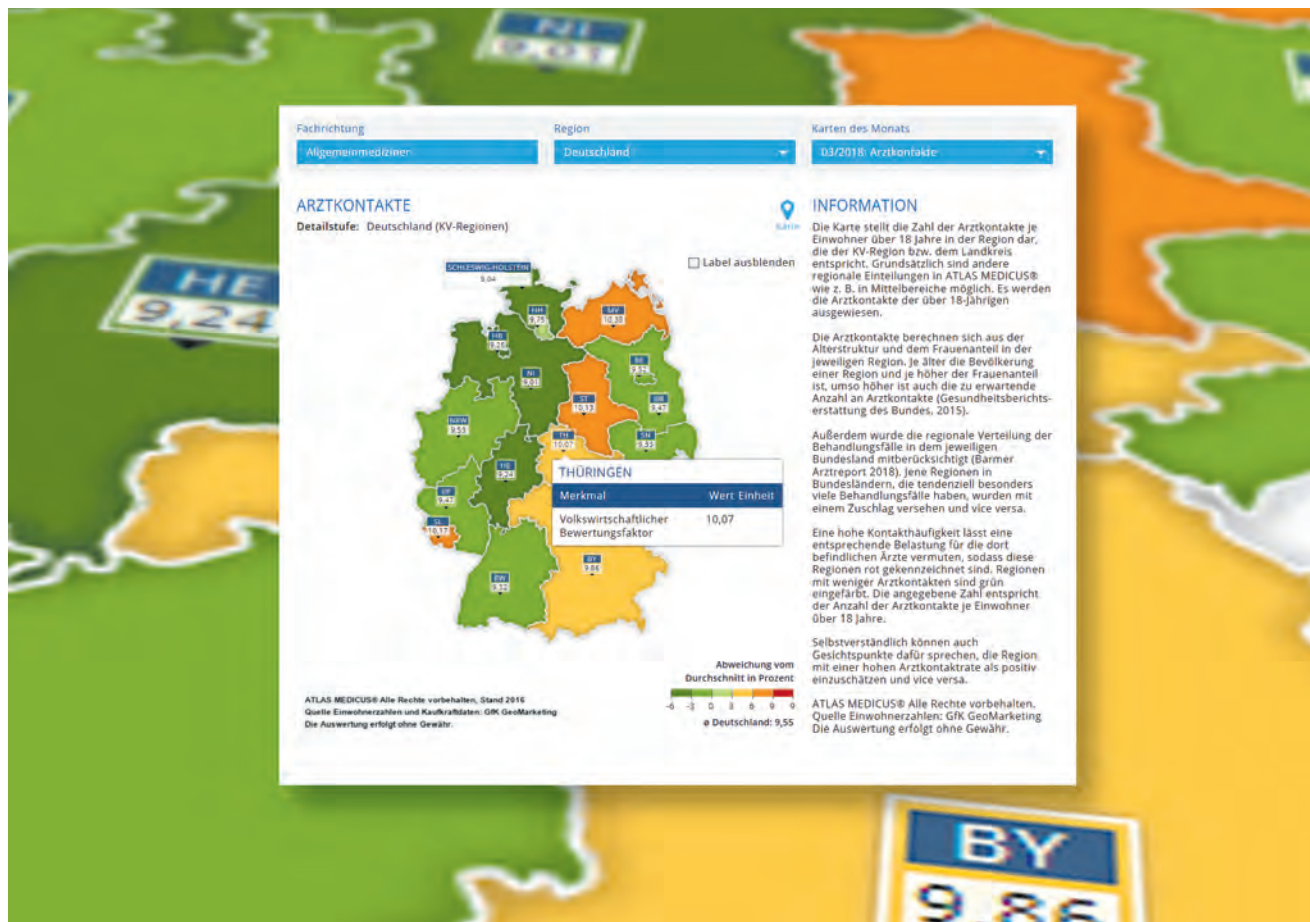 NI
9,01
HE
9,24
Fachrichtung
Region
Karten des Monats
Allgemeinmediziner
Deutschland
03/2018: Arztkontakte
ARZTKONTAKTE
Detailstufe: Deutschland (KV-Regionen)
Karte
Label ausblenden
SCHLESWIG-HOLSTEIN
9,04
HH
9,75
MV
10,38
HB
9,26
NI
9,01
BE
9,52
ST
10,13
BB
9,47
NRW
9,53
TH
10,07
SN
9,33
HE
9,24
RP
9,47
SL
10,17
BW
9,32
BY
9,86
THÜRINGEN
Merkmal Wert Einheit
Volkswirtschaftlicher 10,07
Bewertungsfaktor
Abweichung vom
Durchschnitt in Prozent
-6 -3 0 3 6 9 9
ø Deutschland: 9,55
ATLAS MEDICUS® Alle Rechte vorbehalten, Stand 2016
Quelle Einwohnerzahlen und Kaufkraftdaten: GfK GeoMarketing
Die Auswertung erfolgt ohne Gewähr.
INFORMATION
Die Karte stellt die Zahl der Arztkontakte je
Einwohner über 18 Jahre in der Region dar,
die der KV-Region bzw. dem Landkreis
entspricht. Grundsätzlich sind andere
regionale Einteilungen in ATLAS MEDICUS®
wie z. B. in Mittelbereiche möglich. Es werden
die Arztkontakte der über 18-Jährigen
ausgewiesen.
Die Arztkontakte berechnen sich aus der
Alterstruktur und dem Frauenanteil in der
jeweiligen Region. Je älter die Bevölkerung
einer Region und je höher der Frauenanteil
ist, umso höher ist auch die zu erwartende
Anzahl an Arztkontakte (Gesundheitsberichts-
erstattung des Bundes, 2015).
Außerdem wurde die regionale Verteilung der
Behandlungsfälle in dem jeweiligen
Bundesland mitberücksichtigt (Barmer
Arztreport 2018). Jene Regionen in
Bundesländern, die tendenziell besonders
viele Behandlungsfälle haben, wurden mit
einem Zuschlag versehen und vice versa.
Eine hohe Kontakthäufigkeit lässt eine
entsprechende Belastung für die dort
befindlichen Ärzte vermuten, sodass diese
Regionen rot gekennzeichnet sind. Regionen
mit weniger Arztkontakten sind grün
eingefärbt. Die angegebene Zahl entspricht
der Anzahl der Arztkontakte je Einwohner
über 18 Jahre.
Selbstverständlich können auch
Gesichtspunkte dafür sprechen, die Region
mit einer hohen Arztkontaktrate als positiv
einzuschätzen und vice versa.
ATLAS MEDICUS® Alle Rechte vorbehalten.
Quelle Einwohnerzahlen: GfK GeoMarketing
Die Auswertung erfolgt ohne Gewähr.
BY
9,86